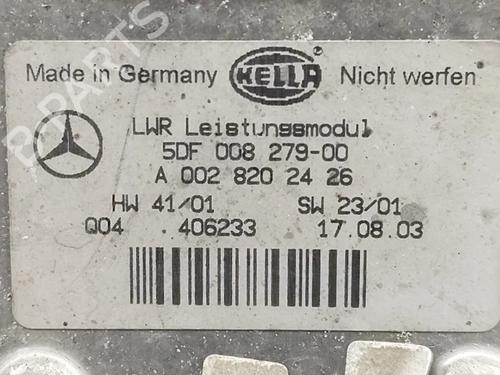 Made in Germany HELLA Nicht werfen
LWR Leistungsmodul
5DF 008 279-00
A 002 820 24 26
HW 41/01 SW 23/01
Q04 .406233 17.08.03
B-PARTS